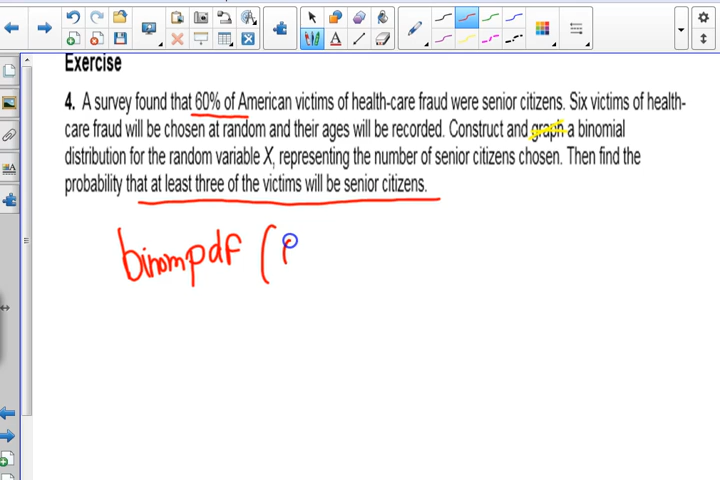 Exercise
4. A survey found that 60% of American victims of health-care fraud were senior citizens. Six victims of health-
care fraud will be chosen at random and their ages will be recorded. Construct and graph a binomial
distribution for the random variable X, representing the number of senior citizens chosen. Then find the
probability that at least three of the victims will be senior citizens.
binompdf (